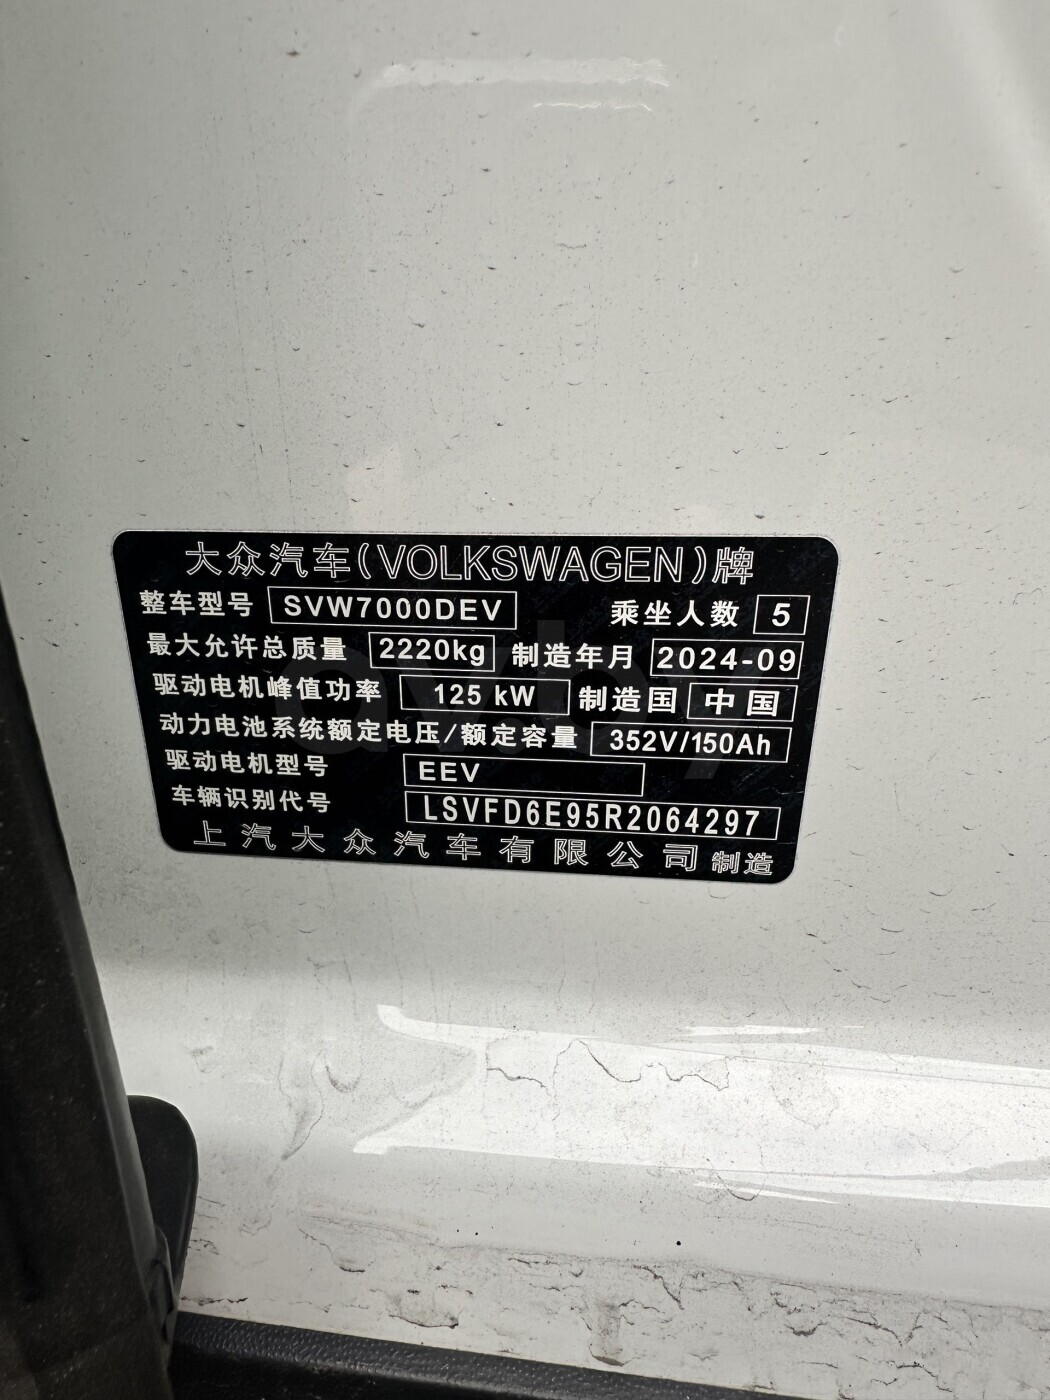 大众汽车(VOLKSWAGEN)牌
整车型号 SVW7000DEV 乘坐人数 5
最大允许总质量 2220kg 制造年月 2024-09
驱动电机峰值功率 125 kW 制造国 中国
动力电池系统额定电压/额定容量 352V/150Ah
驱动电机型号 EEV
车辆识别代号 LSVFD6E95R2064297
上汽大众汽车有限公司 制造
av.by